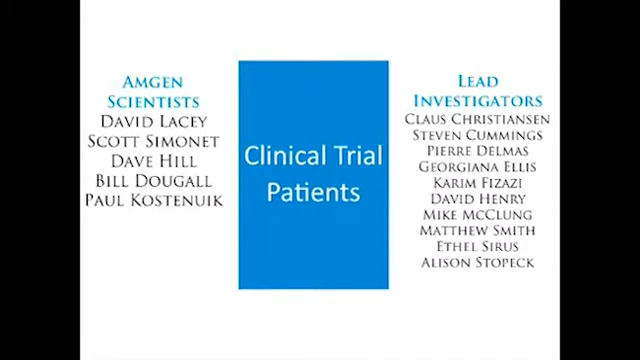 AMGEN
SCIENTISTS
DAVID LACEY
SCOTT SIMONET
DAVE HILL
BILL DOUGALL
PAUL KOSTENUIK
Clinical Trial
Patients
LEAD
INVESTIGATORS
CLAUS CHRISTIANSEN
STEVEN CUMMINGS
PIERRE DELMAS
GEORGIANA ELLIS
KARIM FIZAZI
DAVID HENRY
MIKE MCCLUNG
MATTHEW SMITH
ETHEL SIRUS
ALISON STOPECK